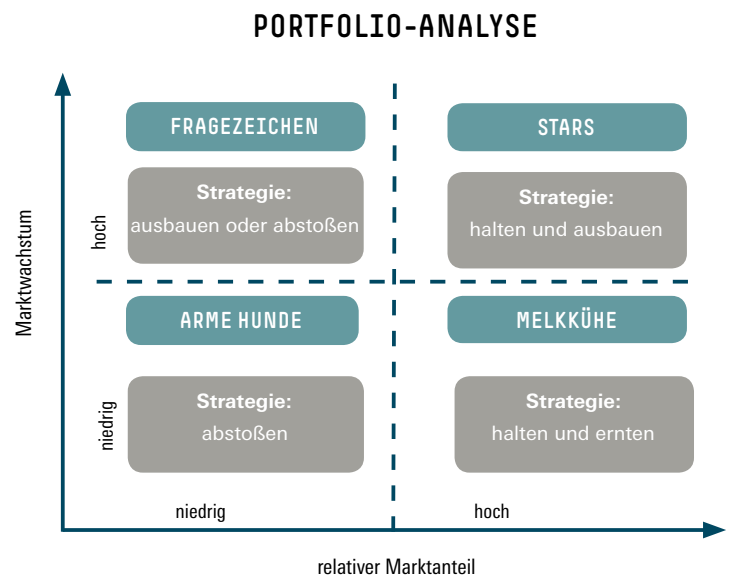 PORTFOLIO-ANALYSE
FRAGEZEICHEN
STARS
Strategie:
ausbauen oder abstoßen
Strategie:
halten und ausbauen
Marktwachstum
hoch
ARME HUNDE
MELKKÜHE
Strategie:
abstoßen
Strategie:
halten und ernten
niedrig
niedrig
hoch
relativer Marktanteil